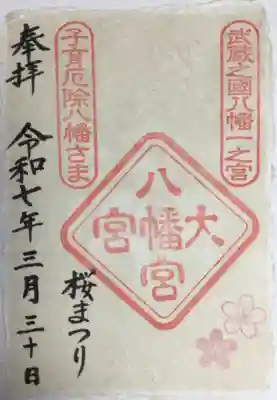 武蔵之國八幡一之宮
大宮八幡宮
子育厄除八幡さま
桜まつり
奉拝
令和七年三月三十日